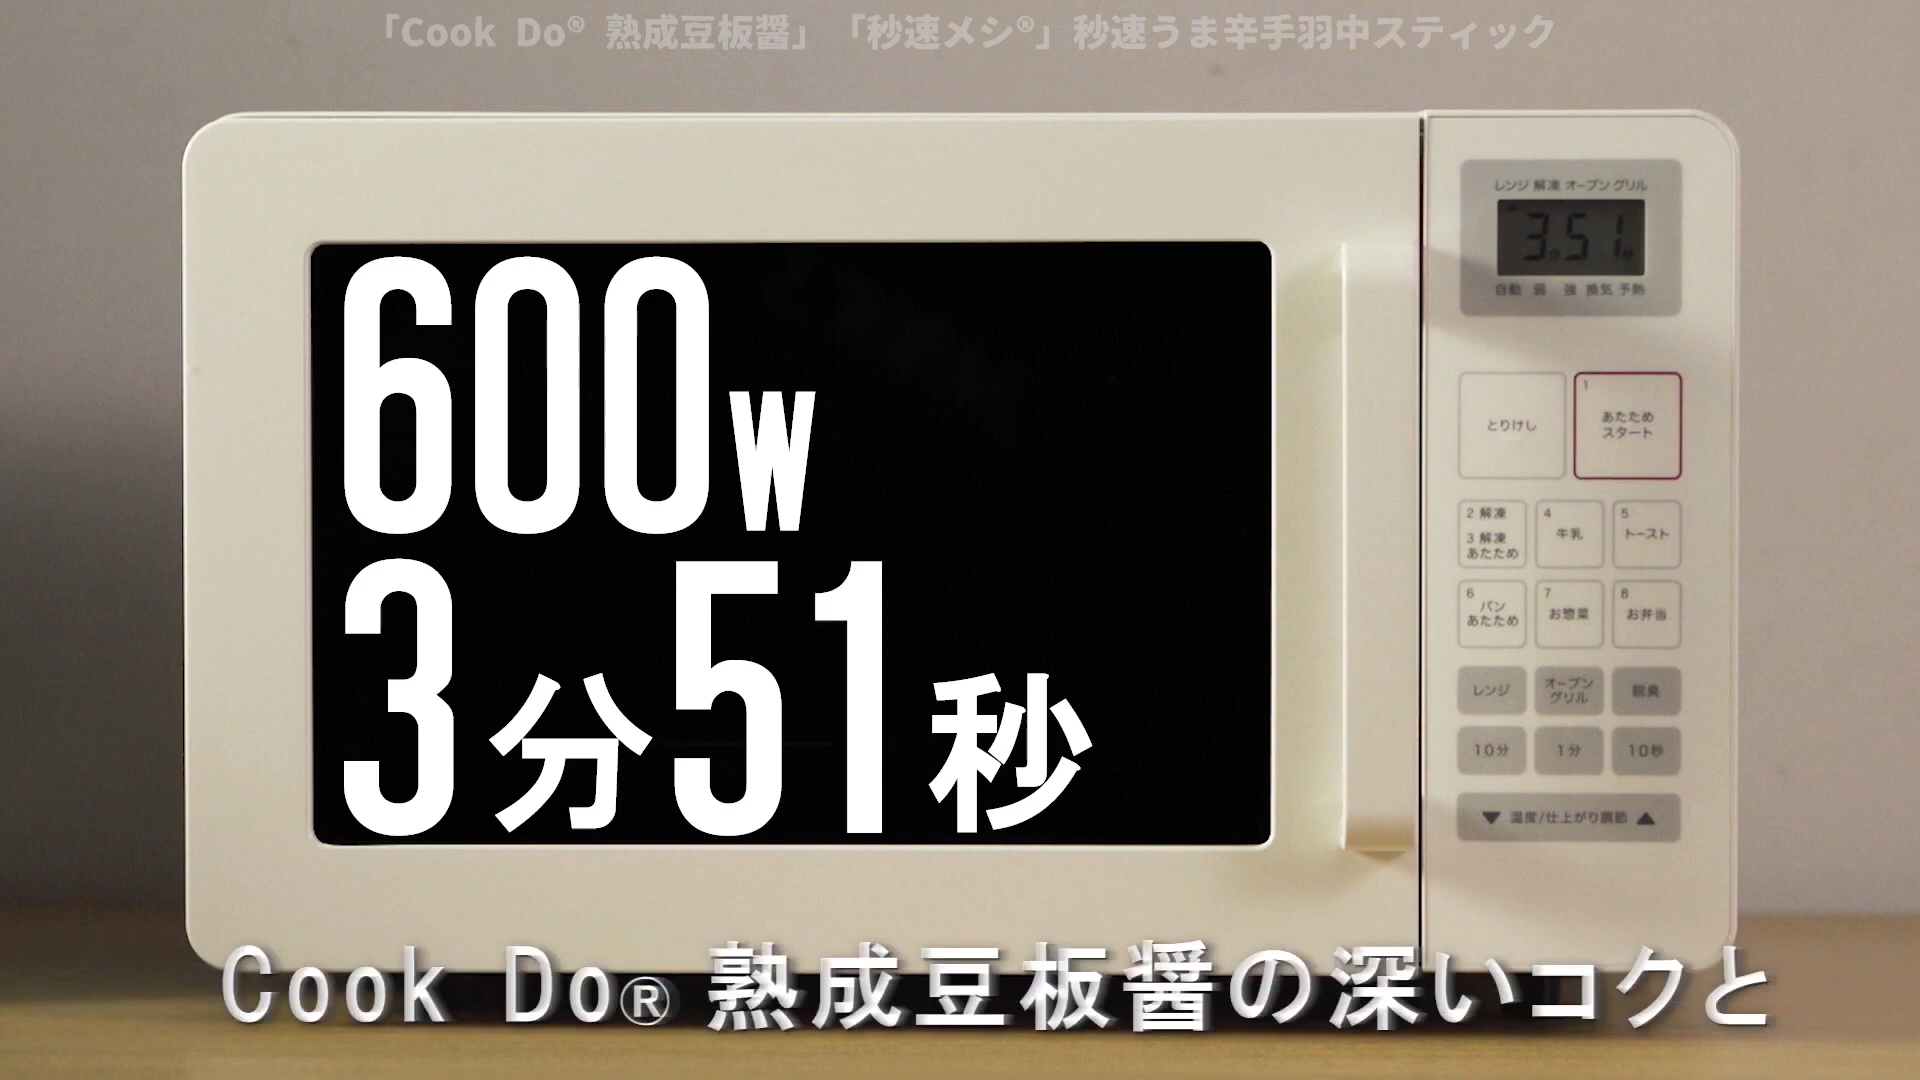 「Cook Do® 熟成豆板醤」「秒速メシ®」秒速うま辛手羽中スティック
レンジ 解凍 オーブン グリル
3分51秒
自動 弱 強 換気 予熱
600W
3分51秒
とりけし
1 あたため
スタート
2 解凍
3 解凍
あたため
4 牛乳
5 トースト
6 パン
あたため
7 お惣菜
8 お弁当
レンジ
オーブン
グリル
脱臭
10分
1分
10秒
▼ 温度/仕上がり調節 ▲
Cook Do® 熟成豆板醤の深いコクと